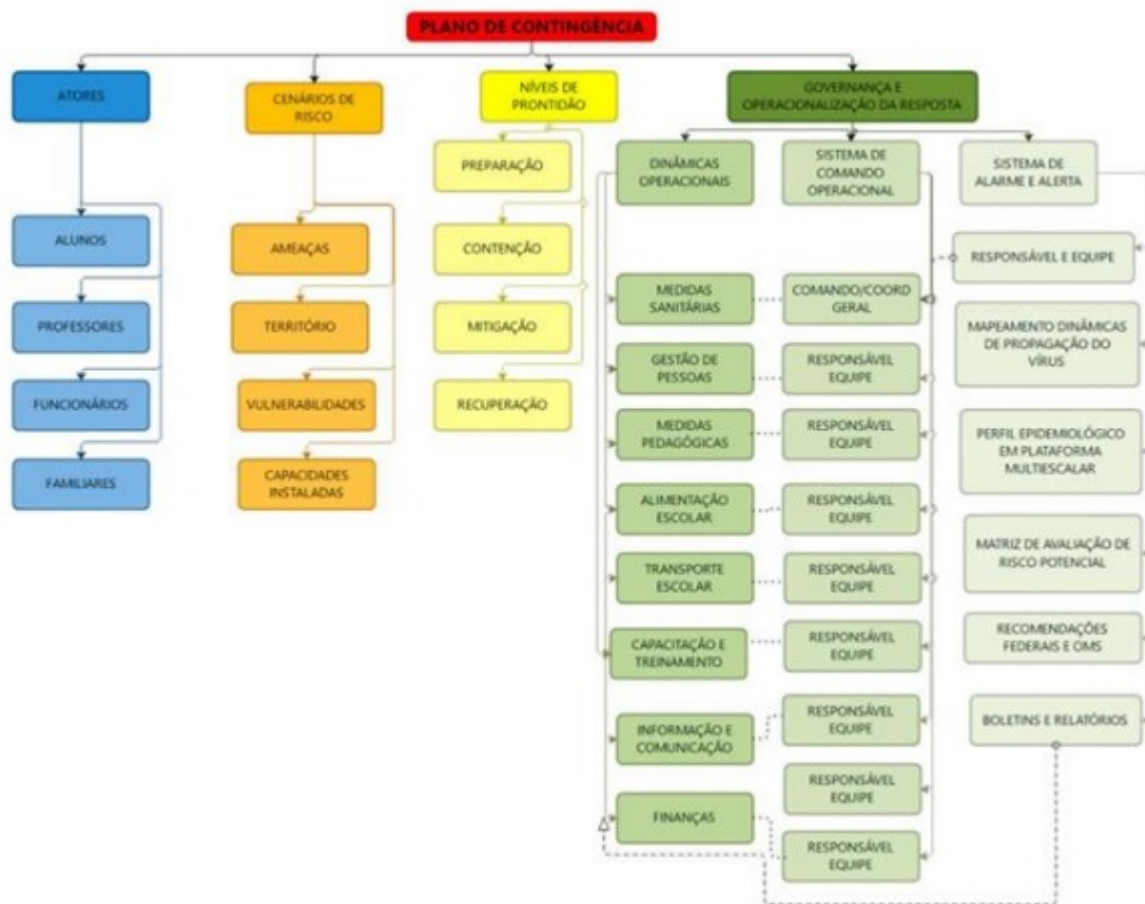 PLANO DE CONTINGÊNCIA
ATORES
CENÁRIOS DE
RISCO
NÍVEIS DE
PRONTIDÃO
GOVERNANÇA E
OPERACIONALIZAÇÃO DA RESPOSTA
ALUNOS
PROFESSORES
FUNCIONÁRIOS
FAMILIARES
AMEAÇAS
TERRITÓRIO
VULNERABILIDADES
CAPACIDADES
INSTALADAS
PREPARAÇÃO
CONTENÇÃO
MITIGAÇÃO
RECUPERAÇÃO
DINÂMICAS
OPERACIONAIS
MEDIDAS
SANITÁRIAS
GESTÃO DE
PESSOAS
MEDIDAS
PEDAGÓGICAS
ALIMENTAÇÃO
ESCOLAR
TRANSPORTE
ESCOLAR
CAPACITAÇÃO E
TREINAMENTO
INFORMAÇÃO E
COMUNICAÇÃO
FINANÇAS
SISTEMA DE
COMANDO
OPERACIONAL
COMANDO/COORD
GERAL
RESPONSÁVEL
EQUIPE
RESPONSÁVEL
EQUIPE
RESPONSÁVEL
EQUIPE
RESPONSÁVEL
EQUIPE
RESPONSÁVEL
EQUIPE
RESPONSÁVEL
EQUIPE
RESPONSÁVEL
EQUIPE
RESPONSÁVEL
EQUIPE
SISTEMA DE
ALARME E ALERTA
RESPONSÁVEL E EQUIPE
MAPEAMENTO DINÂMICAS
DE PROPAGAÇÃO DO
VÍRUS
PERFIL EPIDEMIOLÓGICO
EM PLATAFORMA
MULTIESCALAR
MATRIZ DE AVALIAÇÃO DE
RISCO POTENCIAL
RECOMENDAÇÕES
FEDERAIS E OMS
BOLETINS E RELATÓRIOS